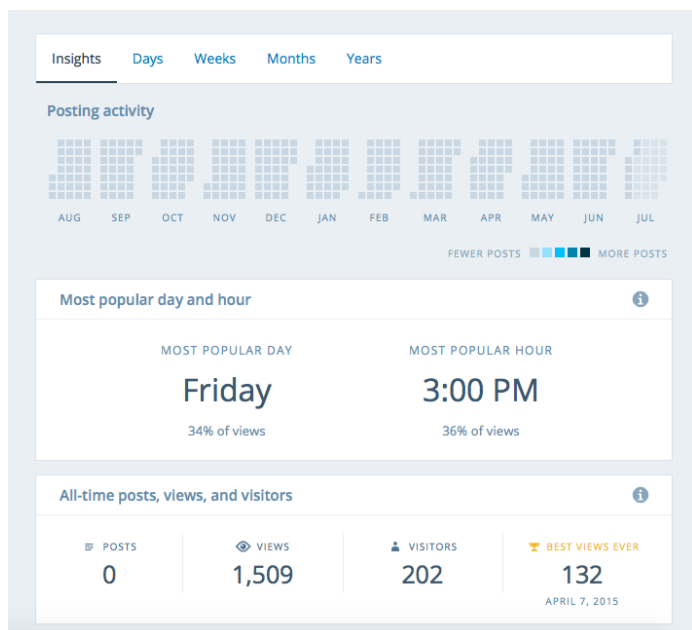 Insights Days Weeks Months Years
Posting activity
AUG SEP OCT NOV DEC JAN FEB MAR APR MAY JUN JUL
FEWER POSTS MORE POSTS
Most popular day and hour
MOST POPULAR DAY MOST POPULAR HOUR
Friday 3:00 PM
34% of views 36% of views
All-time posts, views, and visitors
POSTS VIEWS VISITORS BEST VIEWS EVER
0 1,509 202 132
APRIL 7, 2015